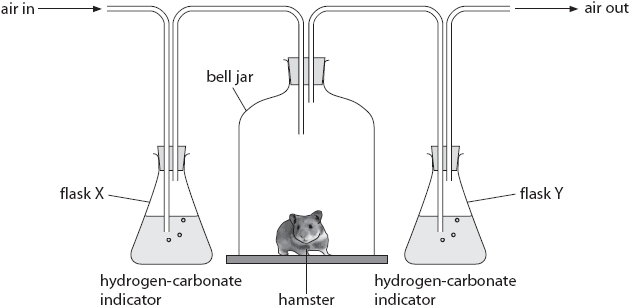 air in
air out
bell jar
flask X
flask Y
hydrogen-carbonate
indicator
hamster
hydrogen-carbonate
indicator